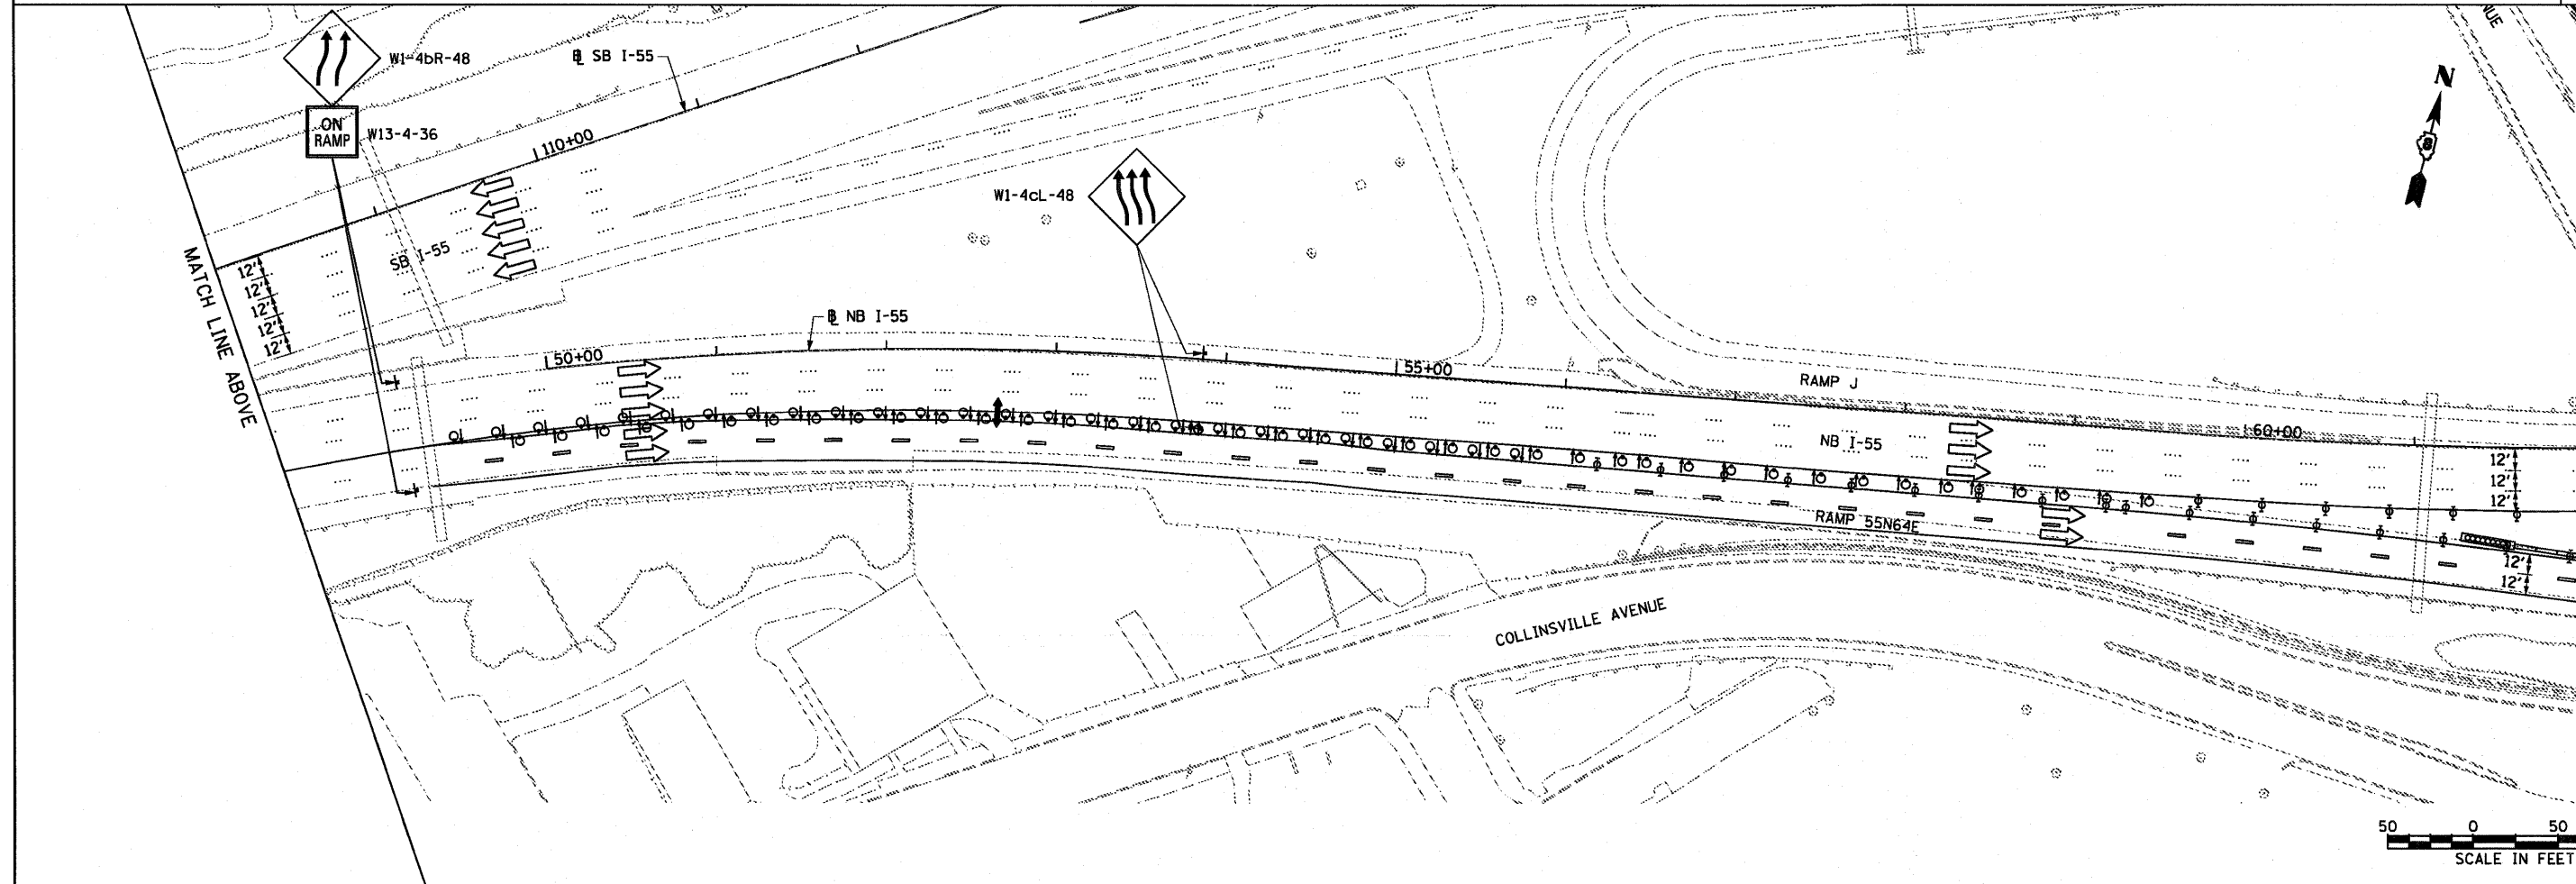 W1-4bR-48
ON
RAMP
W13-4-36
℄ SB I-55
110+00
SB I-55
12'
12'
12'
12'
12'
MATCH LINE ABOVE
W1-4cL-48
N
8
50+00
NB I-55
55+00
RAMP J
NB I-55
60+00
12'
12'
12'
RAMP 55N64E
12'
12'
COLLINSVILLE AVENUE
50 0 50
SCALE IN FEET